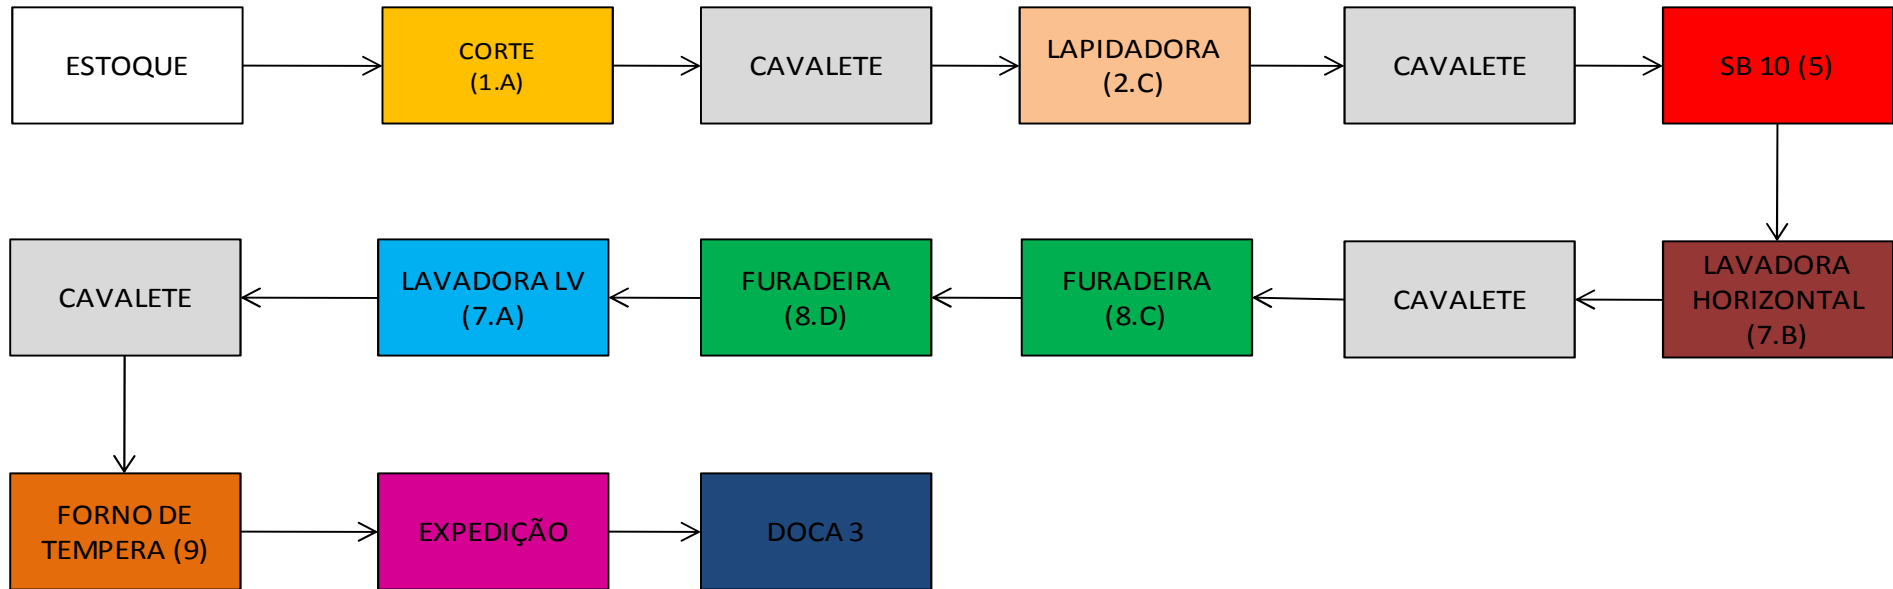 ESTOQUE
CORTE
(1.A)
CAVALETE
LAPIDADORA
(2.C)
CAVALETE
SB 10 (5)
CAVALETE
LAVADORA LV
(7.A)
FURADEIRA
(8.D)
FURADEIRA
(8.C)
CAVALETE
LAVADORA
HORIZONTAL
(7.B)
FORNO DE
TEMPERA (9)
EXPEDIÇÃO
DOCA 3